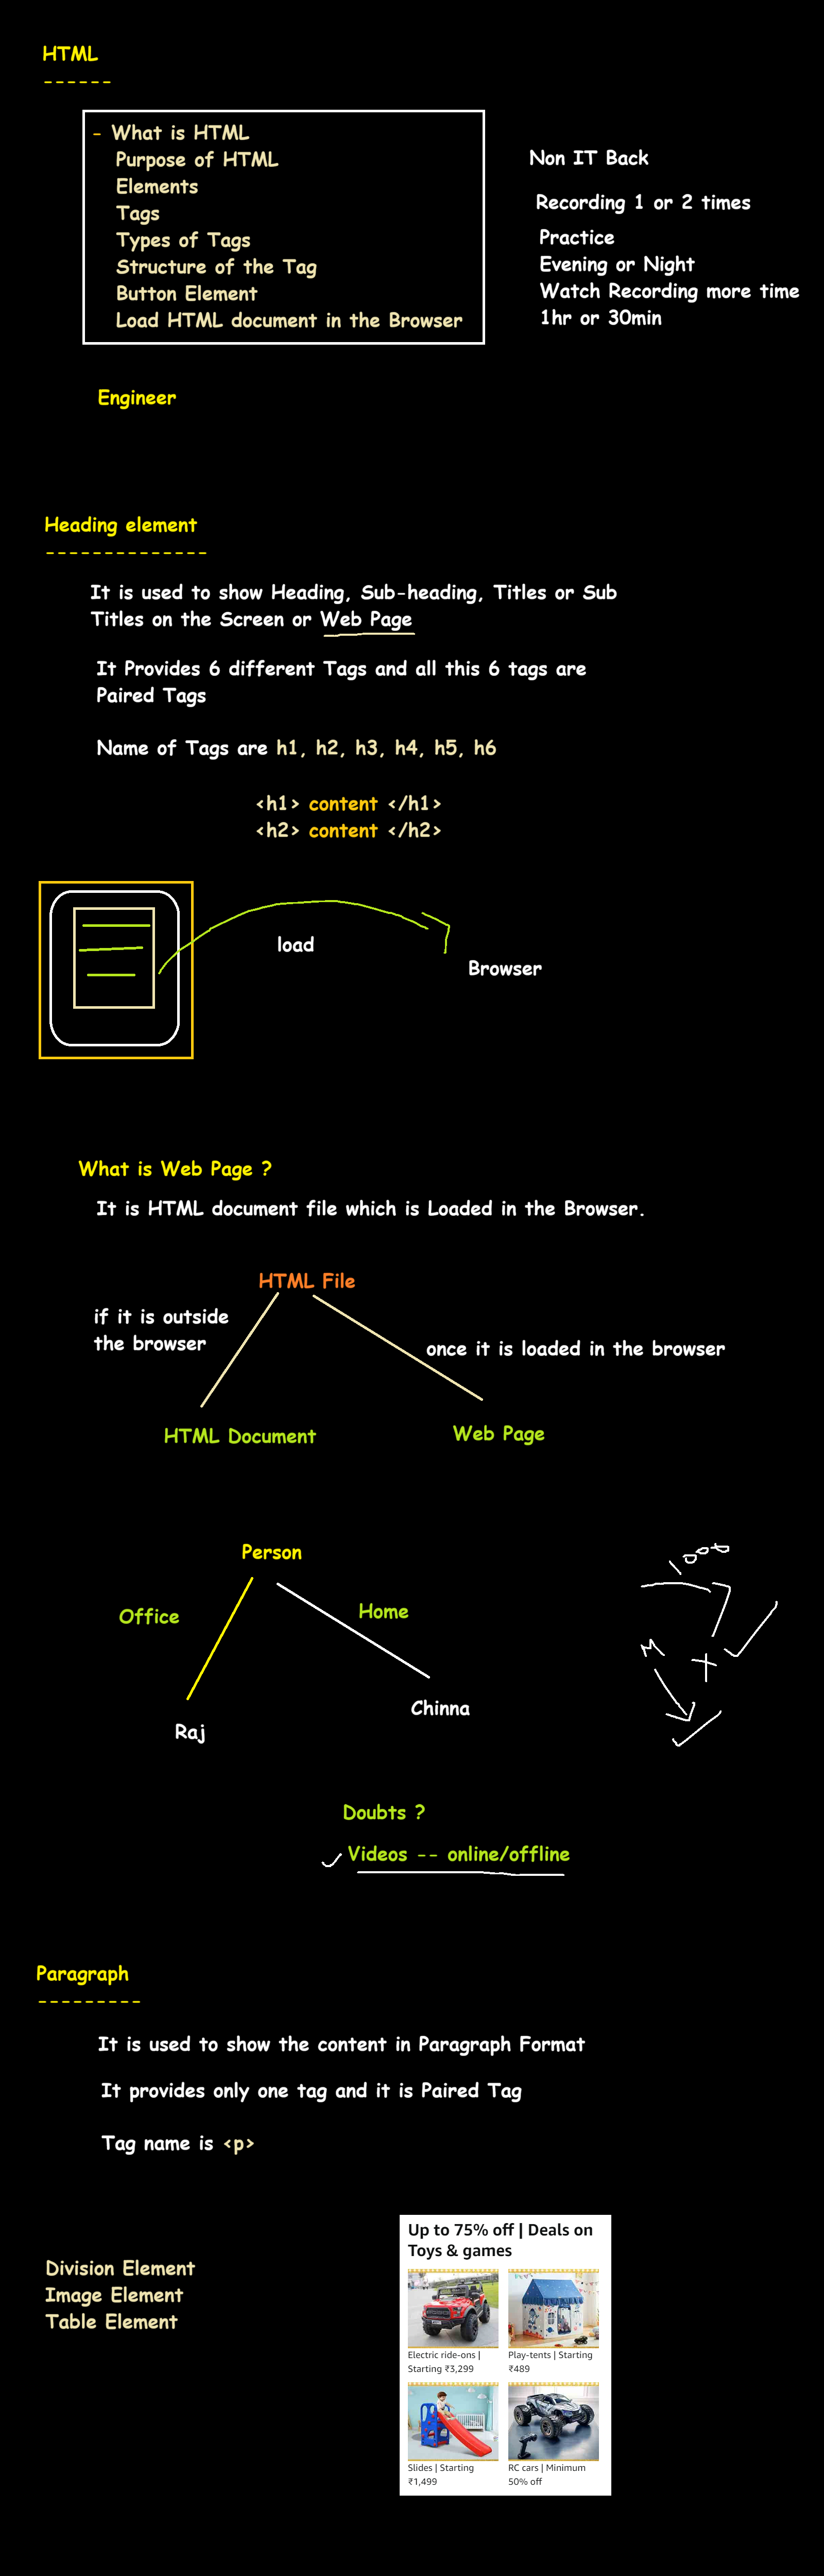 HTML
------
- What is HTML
Purpose of HTML
Elements
Tags
Types of Tags
Structure of the Tag
Button Element
Load HTML document in the Browser
Non IT Back
Recording 1 or 2 times
Practice
Evening or Night
Watch Recording more time
1hr or 30min
Engineer
Heading element
--------------
It is used to show Heading, Sub-heading, Titles or Sub
Titles on the Screen or Web Page
It Provides 6 different Tags and all this 6 tags are
Paired Tags
Name of Tags are h1, h2, h3, h4, h5, h6
<h1> content </h1>
<h2> content </h2>
load
Browser
What is Web Page ?
It is HTML document file which is Loaded in the Browser.
HTML File
if it is outside
the browser
once it is loaded in the browser
HTML Document
Web Page
Person
Office
Home
Raj
Chinna
1000
M
Doubts ?
Videos -- online/offline
Paragraph
---------
It is used to show the content in Paragraph Format
It provides only one tag and it is Paired Tag
Tag name is <p>
Division Element
Image Element
Table Element
Up to 75% off | Deals on
Toys & games
Electric ride-ons |
Starting ₹3,299
Play-tents | Starting
₹489
Slides | Starting
₹1,499
RC cars | Minimum
50% off